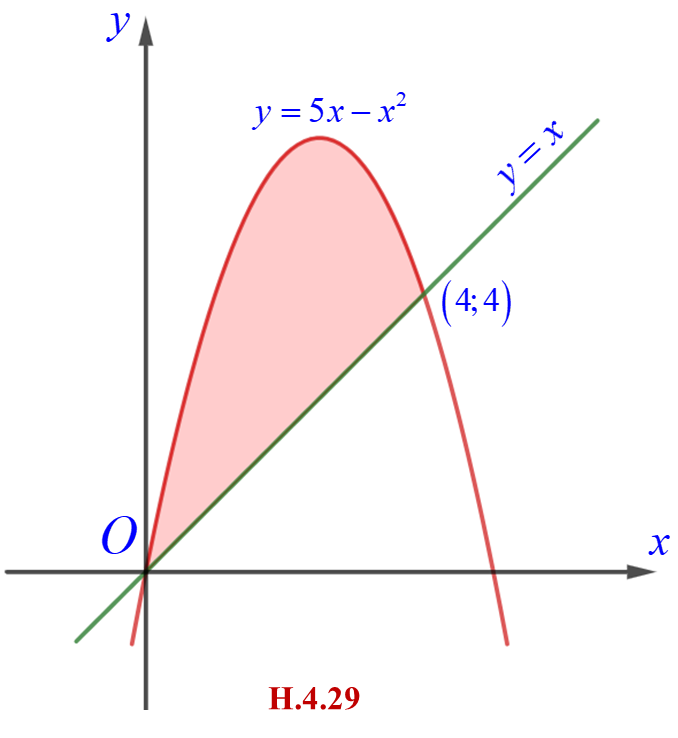 y
y = 5x − x²
y = x
(4;4)
O
x
H.4.29